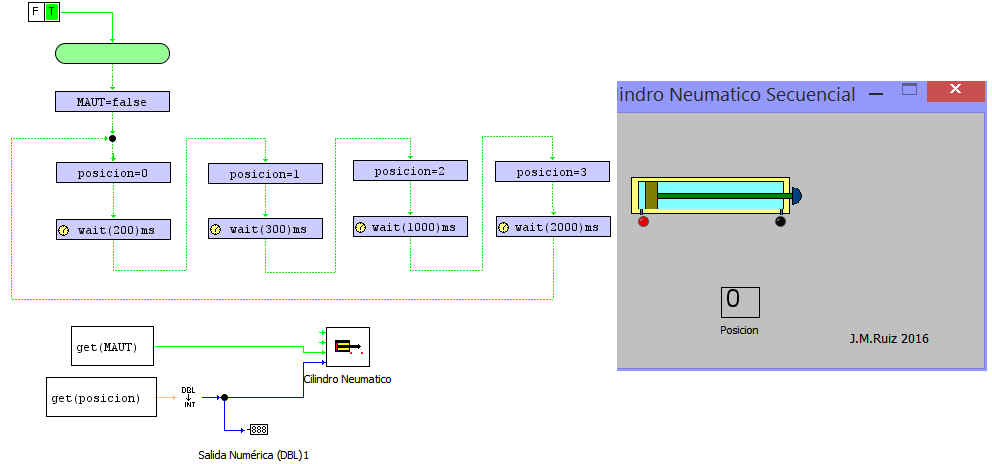 F T
MAUT=false
posicion=0
posicion=1
posicion=2
posicion=3
wait(200)ms
wait(300)ms
wait(1000)ms
wait(2000)ms
get(MAUT)
Cilindro Neumatico
get(posicion)
DBL
INT
888
Salida Numérica (DBL)1
lindro Neumatico Secuencial
0
Posicion
J.M.Ruiz 2016